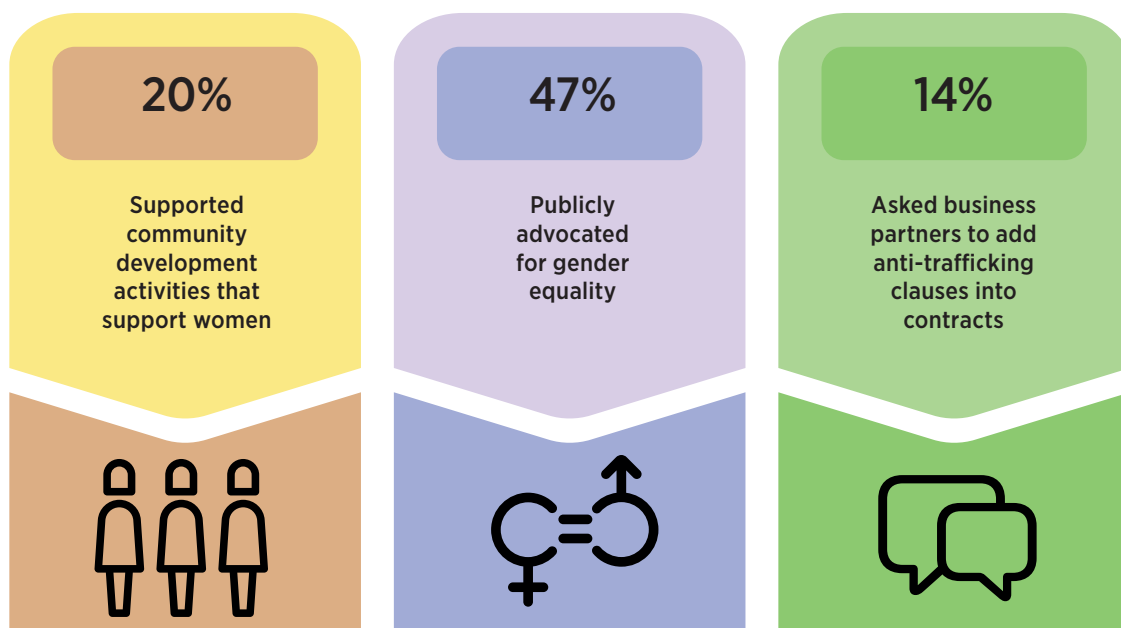 20%
Supported
community
development
activities that
support women
47%
Publicly
advocated
for gender
equality
14%
Asked business
partners to add
anti-trafficking
clauses into
contracts